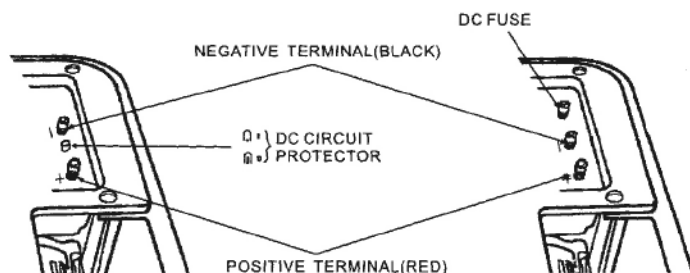 DC FUSE
NEGATIVE TERMINAL(BLACK)
DC CIRCUIT
PROTECTOR
+
+
POSITIVE TERMINAL(RED)